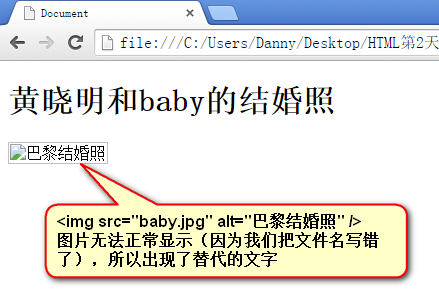 Document
file:///C:/Users/Danny/Desktop/HTML第2天
黄晓明和baby的结婚照
巴黎结婚照
<img src="baby.jpg" alt="巴黎结婚照" />
图片无法正常显示（因为我们把文件名写错
了），所以出现了替代的文字